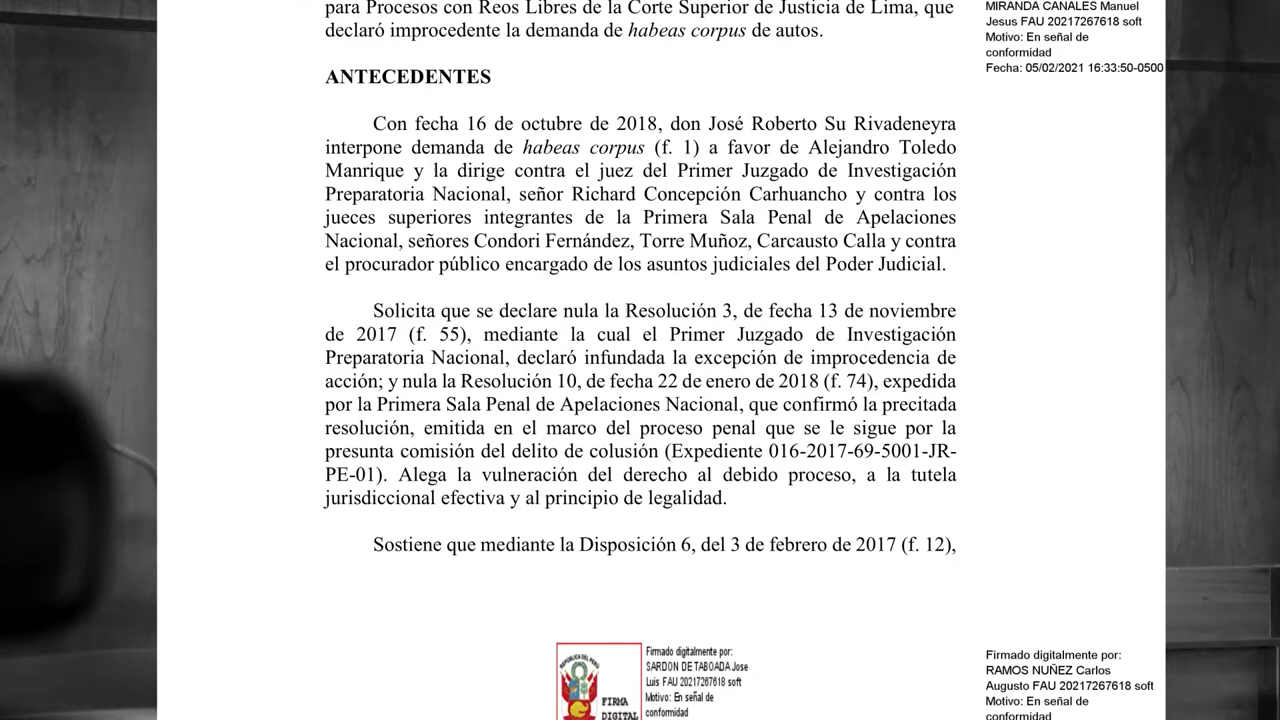 para Procesos con Reos Libres de la Corte Superior de Justicia de Lima, que
declaró improcedente la demanda de habeas corpus de autos.
MIRANDA CANALES Manuel
Jesus FAU 20217267618 soft
Motivo: En señal de
conformidad
Fecha: 05/02/2021 16:33:50-0500
ANTECEDENTES
Con fecha 16 de octubre de 2018, don José Roberto Su Rivadeneyra
interpone demanda de habeas corpus (f. 1) a favor de Alejandro Toledo
Manrique y la dirige contra el juez del Primer Juzgado de Investigación
Preparatoria Nacional, señor Richard Concepción Carhuancho y contra los
jueces superiores integrantes de la Primera Sala Penal de Apelaciones
Nacional, señores Condori Fernández, Torre Muñoz, Carcausto Calla y contra
el procurador público encargado de los asuntos judiciales del Poder Judicial.
Solicita que se declare nula la Resolución 3, de fecha 13 de noviembre
de 2017 (f. 55), mediante la cual el Primer Juzgado de Investigación
Preparatoria Nacional, declaró infundada la excepción de improcedencia de
acción; y nula la Resolución 10, de fecha 22 de enero de 2018 (f. 74), expedida
por la Primera Sala Penal de Apelaciones Nacional, que confirmó la precitada
resolución, emitida en el marco del proceso penal que se le sigue por la
presunta comisión del delito de colusión (Expediente 016-2017-69-5001-JR-
PE-01). Alega la vulneración del derecho al debido proceso, a la tutela
jurisdiccional efectiva y al principio de legalidad.
Sostiene que mediante la Disposición 6, del 3 de febrero de 2017 (f. 12),
REPÚBLICA DEL PERÚ
FIRMA
DIGITAL
Firmado digitalmente por:
SARDON DE TABOADA Jose
Luis FAU 20217267618 soft
Motivo: En señal de
conformidad
Firmado digitalmente por:
RAMOS NUÑEZ Carlos
Augusto FAU 20217267618 soft
Motivo: En señal de
conformidad